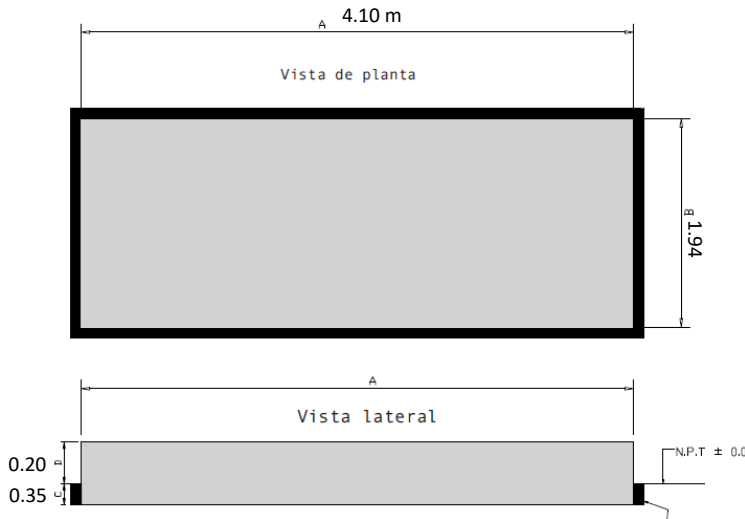 A 4.10 m
Vista de planta
B 1.94
A
Vista lateral
0.20 D
N.P.T ± 0.0
0.35 C